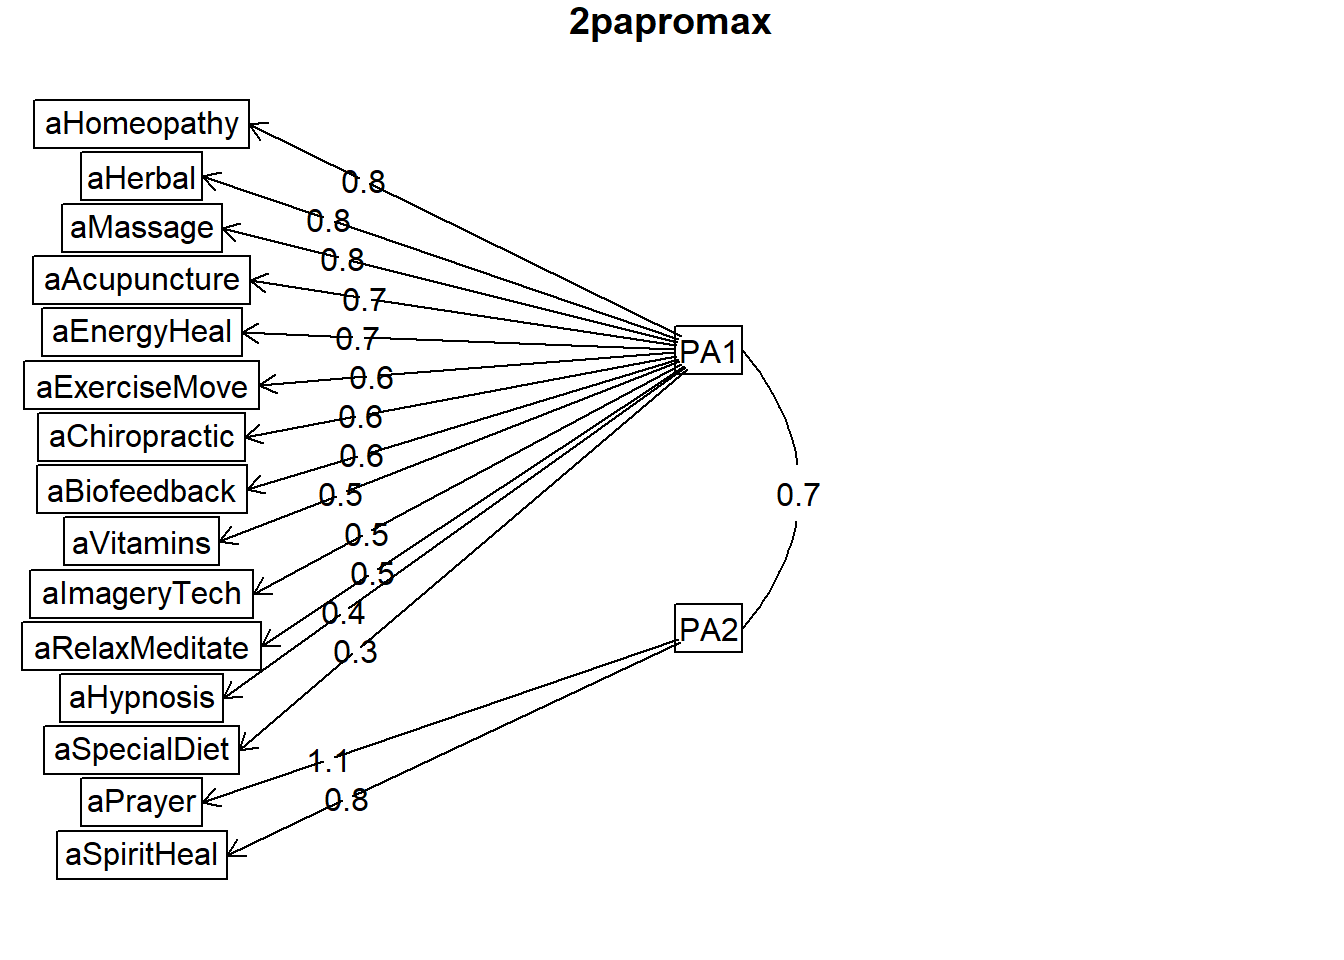 2papromax
aHomeopathy
0.8
aHerbal
0.8
aMassage
0.8
aAcupuncture
0.7
aEnergyHeal
0.7
PA1
aExerciseMove
0.6
aChiropractic
0.6
aBiofeedback
0.6
aVitamins
0.5
0.7
aImageryTech
0.5
aRelaxMeditate
0.5
aHypnosis
0.4
aSpecialDiet
0.3
PA2
aPrayer
1.1
aSpiritHeal
0.8